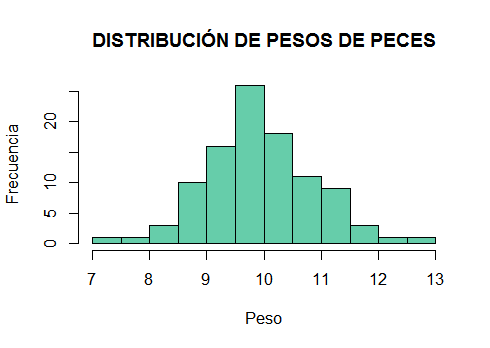 DISTRIBUCIÓN DE PESOS DE PECES
Frecuencia
20
10
5
0
7 8 9 10 11 12 13
Peso